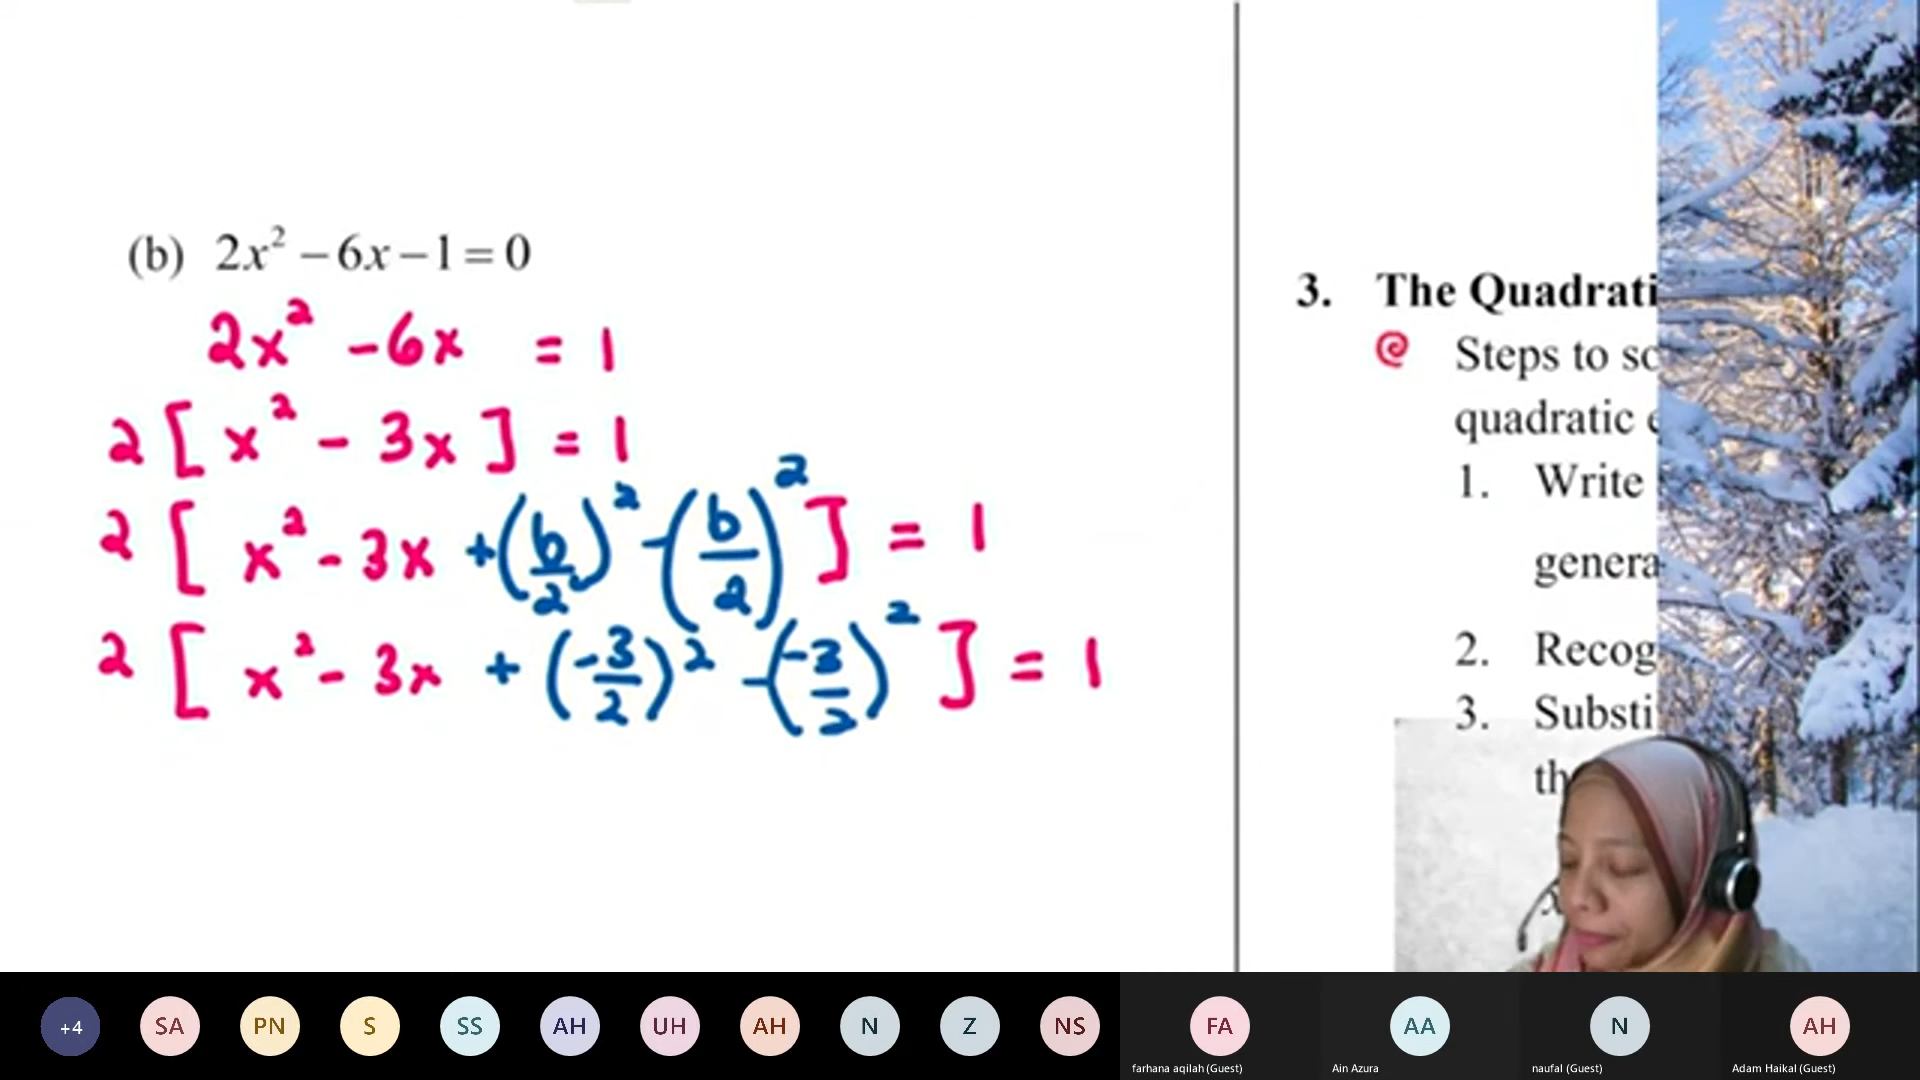 (b) 2x² − 6x − 1 = 0
2x² - 6x = 1
2 [ x² - 3x ] = 1
2 [ x² - 3x + (b/2)² - (b/2)² ] = 1
2 [ x² - 3x + (-3/2)² - (-3/2)² ] = 1
3. The Quadrati
Steps to so
quadratic
1. Write
genera
2. Recog
3. Substi
th
+4 SA PN S SS AH UH AH N Z NS FA AA N AH
farhana aqilah (Guest) Ain Azura naufal (Guest) Adam Haikal (Guest)